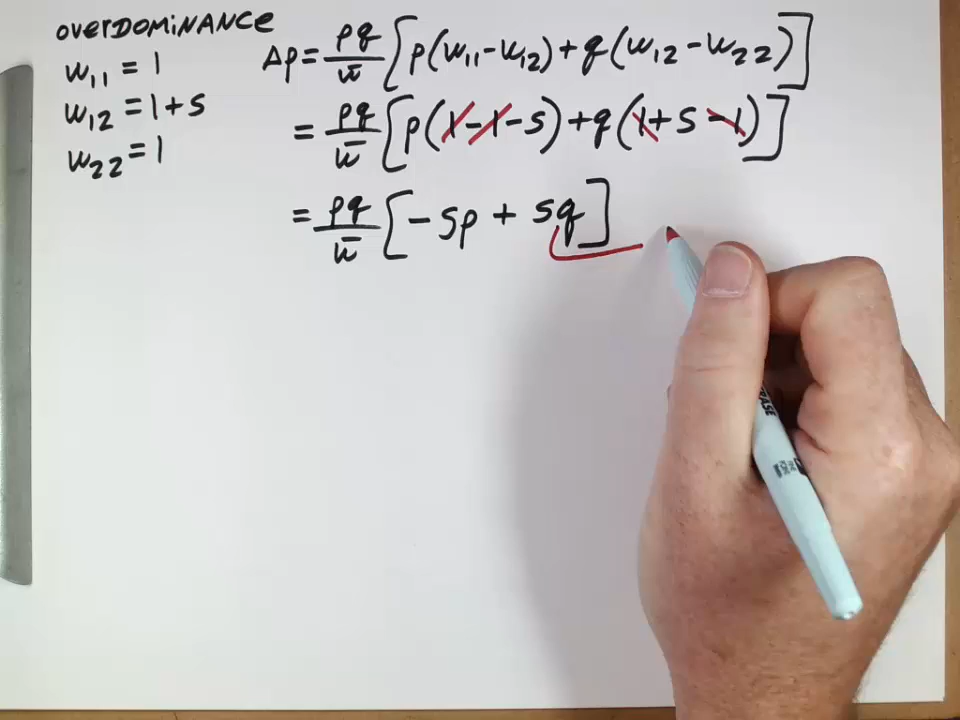 overDOMiNANCE
w₁₁ = 1
w₁₂ = 1+s
w₂₂ = 1
Δp = pq/w̄ [p(w₁₁-w₁₂)+q(w₁₂-w₂₂)]
= pq/w̄ [p(1-1-s)+q(1+s-1)]
= pq/w̄ [-sp + sq]